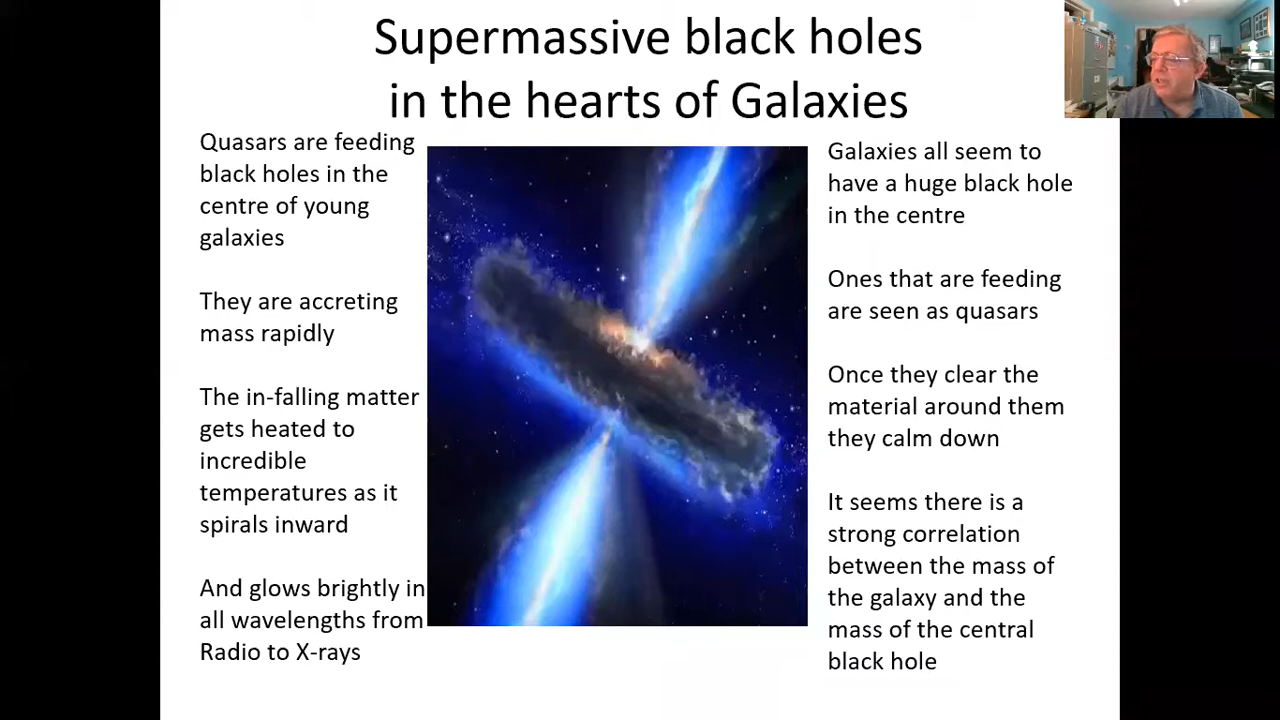 Supermassive black holes
in the hearts of Galaxies
Quasars are feeding
black holes in the
centre of young
galaxies
They are accreting
mass rapidly
The in-falling matter
gets heated to
incredible
temperatures as it
spirals inward
And glows brightly in
all wavelengths from
Radio to X-rays
Galaxies all seem to
have a huge black hole
in the centre
Ones that are feeding
are seen as quasars
Once they clear the
material around them
they calm down
It seems there is a
strong correlation
between the mass of
the galaxy and the
mass of the central
black hole